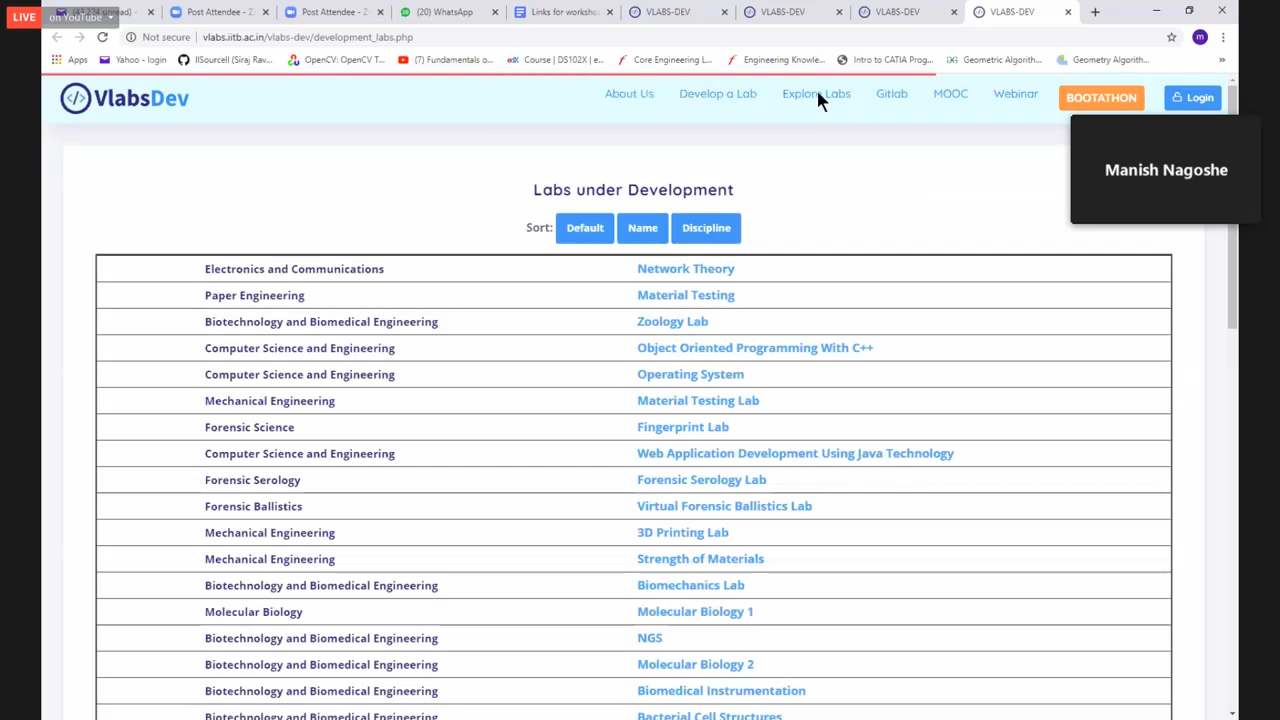 LIVE on YouTube
Post Attendee - Z
Post Attendee - Z
(20) WhatsApp
Links for worksho
VLABS-DEV
VLABS-DEV
VLABS-DEV
VLABS-DEV
Not secure vlabs.iitb.ac.in/vlabs-dev/development_labs.php
m
Apps
Yahoo - login
llSourcell (Siraj Rav...
OpenCV: OpenCV T...
(7) Fundamentals o...
Course | DS102X | e...
Core Engineering L...
Engineering Knowle...
Intro to CATIA Prog...
Geometric Algorith...
Geometry Algorith...
VlabsDev
About Us
Develop a Lab
Explore Labs
Gitlab
MOOC
Webinar
BOOTATHON
Login
Manish Nagoshe
Labs under Development
Sort: Default Name Discipline
Electronics and Communications Network Theory
Paper Engineering Material Testing
Biotechnology and Biomedical Engineering Zoology Lab
Computer Science and Engineering Object Oriented Programming With C++
Computer Science and Engineering Operating System
Mechanical Engineering Material Testing Lab
Forensic Science Fingerprint Lab
Computer Science and Engineering Web Application Development Using Java Technology
Forensic Serology Forensic Serology Lab
Forensic Ballistics Virtual Forensic Ballistics Lab
Mechanical Engineering 3D Printing Lab
Mechanical Engineering Strength of Materials
Biotechnology and Biomedical Engineering Biomechanics Lab
Molecular Biology Molecular Biology 1
Biotechnology and Biomedical Engineering NGS
Biotechnology and Biomedical Engineering Molecular Biology 2
Biotechnology and Biomedical Engineering Biomedical Instrumentation
Biotechnology and Biomedical Engineering Bacterial Cell Structures